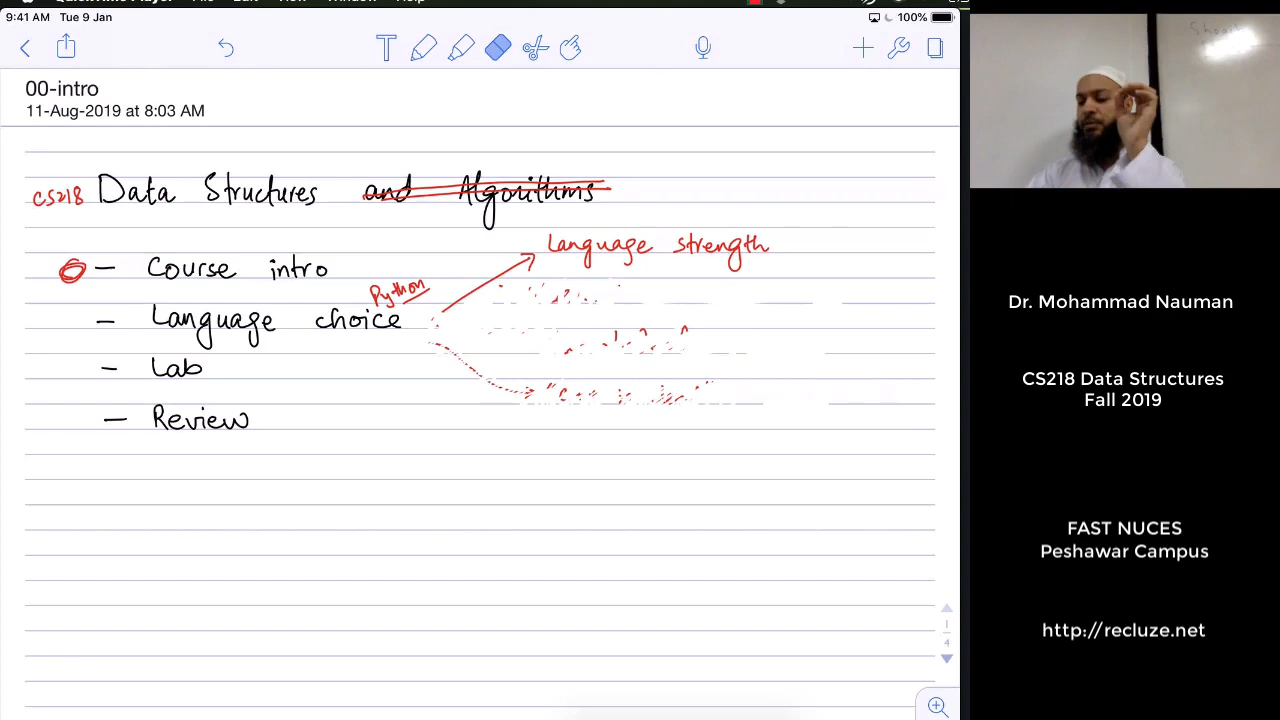 9:41 AM Tue 9 Jan
100%
00-intro
11-Aug-2019 at 8:03 AM
CS218 Data Structures and Algorithms
Language strength
- Course intro
Python
- Language choice
- Lab
- Review
1
4
Dr. Mohammad Nauman
CS218 Data Structures
Fall 2019
FAST NUCES
Peshawar Campus
http://recluze.net